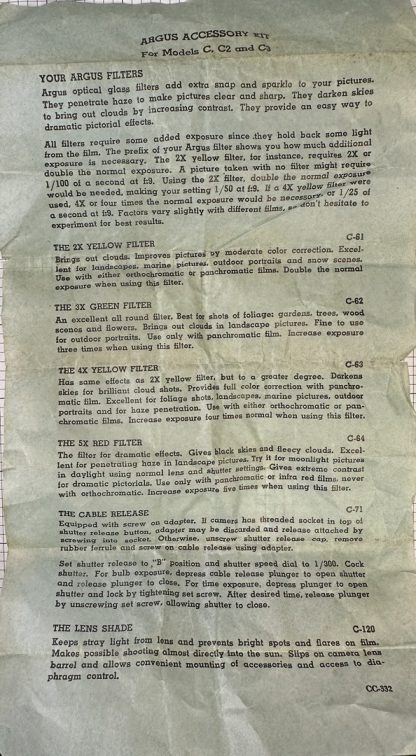 ARGUS ACCESSORY KIT
For Models C, C2 and C3
YOUR ARGUS FILTERS
Argus optical glass filters add extra snap and sparkle to your pictures.
They penetrate haze to make pictures clear and sharp. They darken skies
to bring out clouds by increasing contrast. They provide an easy way to
dramatic pictorial effects.
All filters require some added exposure since they hold back some light
from the film. The prefix of your Argus filter shows you how much additional
exposure is necessary. The 2X yellow filter, for instance, requires 2X or
double the normal exposure. A picture taken with no filter might require
1/100 of a second at f:9. Using the 2X filter, double the normal exposure
would be needed, making your setting 1/50 at f:9. If a 4X yellow filter were
used, 4X or four times the normal exposure would be necessary, or 1/25 of
a second at f:9. Factors vary slightly with different films, don't hesitate to
experiment for best results.
THE 2X YELLOW FILTER C-61
Brings out clouds. Improves pictures by moderate color correction. Excel-
lent for landscapes, marine pictures, outdoor portraits and snow scenes.
Use with either orthochromatic or panchromatic films. Double the normal
exposure when using this filter.
THE 3X GREEN FILTER C-62
An excellent all round filter. Best for shots of foliage; gardens, trees, wood
scenes and flowers. Brings out clouds in landscape pictures. Fine to use
for outdoor portraits. Use only with panchromatic film. Increase exposure
three times when using this filter.
THE 4X YELLOW FILTER C-63
Has same effects as 2X yellow filter, but to a greater degree. Darkens
skies for brilliant cloud shots. Provides full color correction with panchro-
matic film. Excellent for foliage shots, landscapes, marine pictures, outdoor
portraits and for haze penetration. Use with either orthochromatic or pan-
chromatic films. Increase exposure four times normal when using this filter.
THE 5X RED FILTER C-64
The filter for dramatic effects. Gives black skies and fleecy clouds. Excel-
lent for penetrating haze in landscape pictures. Try it for moonlight pictures
in daylight using normal lens and shutter settings. Gives extreme contrast
for dramatic pictorials. Use only with panchromatic or infra red films, never
with orthochromatic. Increase exposure five times when using this filter.
THE CABLE RELEASE C-71
Equipped with screw on adapter. If camera has threaded socket in top of
shutter release button, adapter may be discarded and release attached by
screwing into socket. Otherwise, unscrew shutter release cap, remove
rubber ferrule and screw on cable release using adapter.
Set shutter release to "B" position and shutter speed dial to 1/300. Cock
shutter. For bulb exposure, depress cable release plunger to open shutter
and release plunger to close. For time exposure, depress plunger to open
shutter and lock by tightening set screw. After desired time, release plunger
by unscrewing set screw, allowing shutter to close.
THE LENS SHADE C-120
Keeps stray light from lens and prevents bright spots and flares on film.
Makes possible shooting almost directly into the sun. Slips on camera lens
barrel and allows convenient mounting of accessories and access to dia-
phragm control.
CC-332